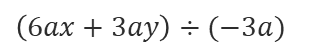 (6ax + 3ay) ÷ (−3a)